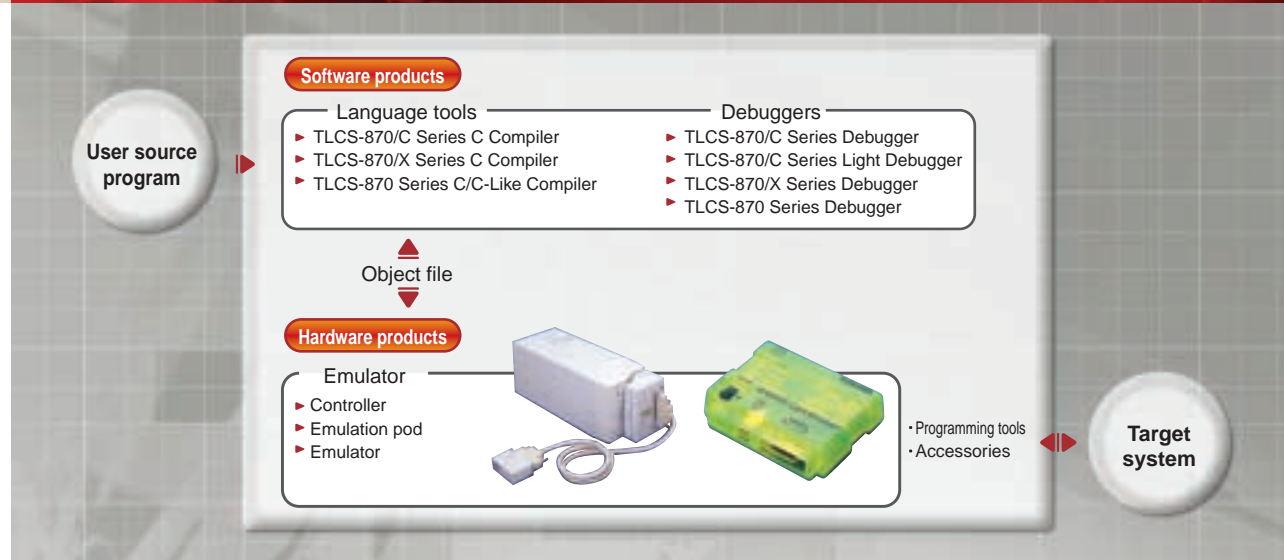 Software products
Language tools
TLCS-870/C Series C Compiler
TLCS-870/X Series C Compiler
TLCS-870 Series C/C-Like Compiler
Debuggers
TLCS-870/C Series Debugger
TLCS-870/C Series Light Debugger
TLCS-870/X Series Debugger
TLCS-870 Series Debugger
User source
program
Object file
Hardware products
Emulator
Controller
Emulation pod
Emulator
・Programming tools
・Accessories
Target
system